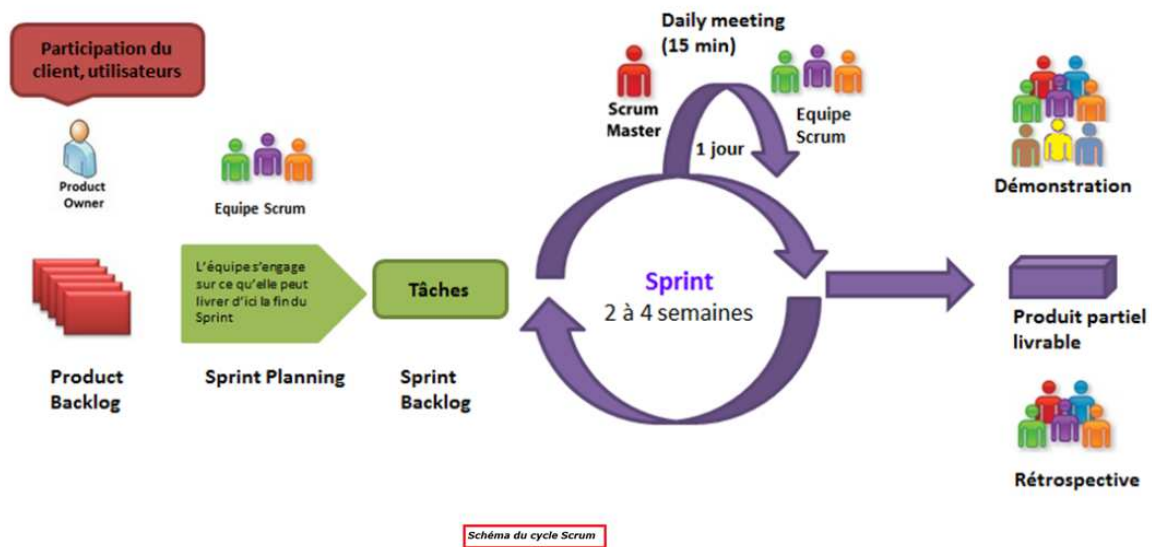 Participation du
client, utilisateurs
Product
Owner
Equipe Scrum
Daily meeting
(15 min)
Scrum
Master
1 jour
Equipe
Scrum
Démonstration
L'équipe s'engage
sur ce qu'elle peut
livrer d'ici la fin du
Sprint
Tâches
Sprint
2 à 4 semaines
Produit partiel
livrable
Product
Backlog
Sprint Planning
Sprint
Backlog
Rétrospective
Schéma du cycle Scrum